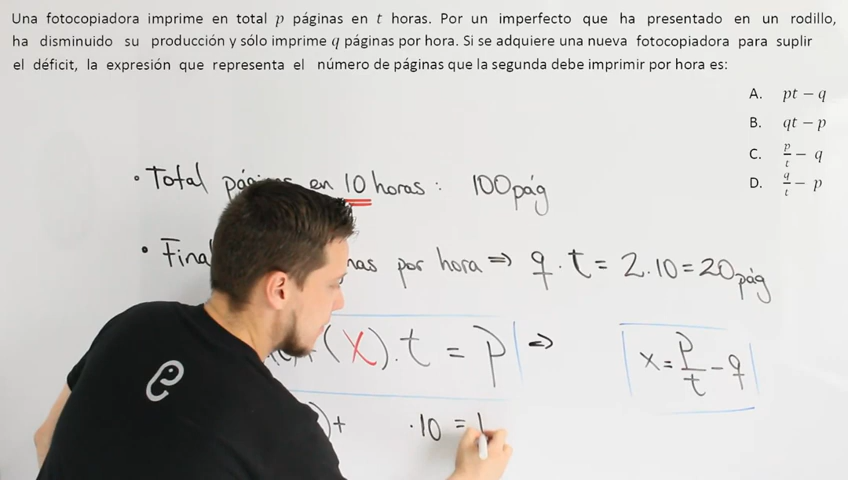 Una fotocopiadora imprime en total p páginas en t horas. Por un imperfecto que ha presentado en un rodillo,
ha disminuido su producción y sólo imprime q páginas por hora. Si se adquiere una nueva fotocopiadora para suplir
el déficit, la expresión que representa el número de páginas que la segunda debe imprimir por hora es:
A. pt − q
B. qt − p
C. p/t − q
D. q/t − p
• Total páginas en 10 horas : 100 pág
• Final por hora ⇒ q · t = 2.10 = 20 pág
(x).t = p ⇒ x = p/t − q
)+ .10 =